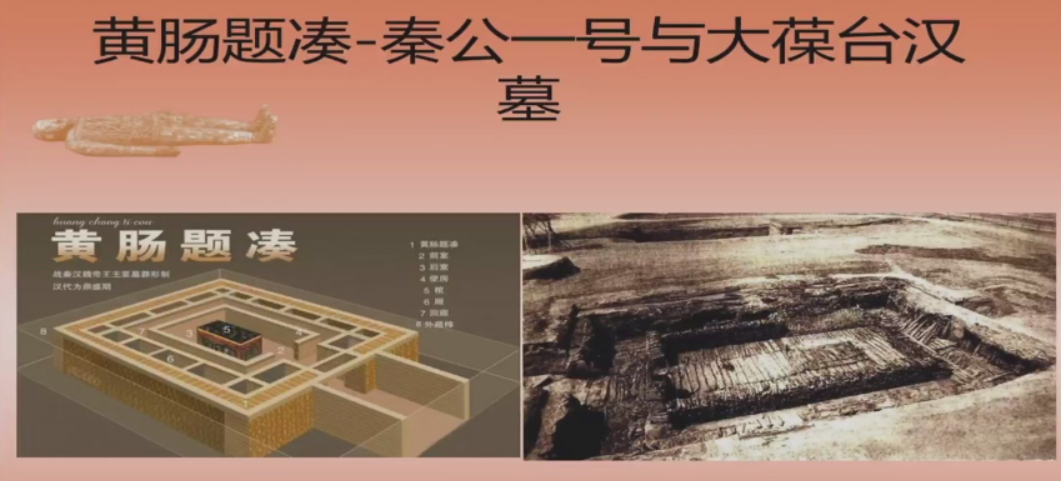 黄肠题凑-秦公一号与大葆台汉
墓
huang chang ti cou
黄肠题凑
战秦汉魏帝王主要墓葬形制
汉代为鼎盛期
1 黄肠题凑
2 前室
3 后室
4 便房
5 棺
6 厢
7 回廊
8 外藏椁
8
7
3
5
4
2
6
1